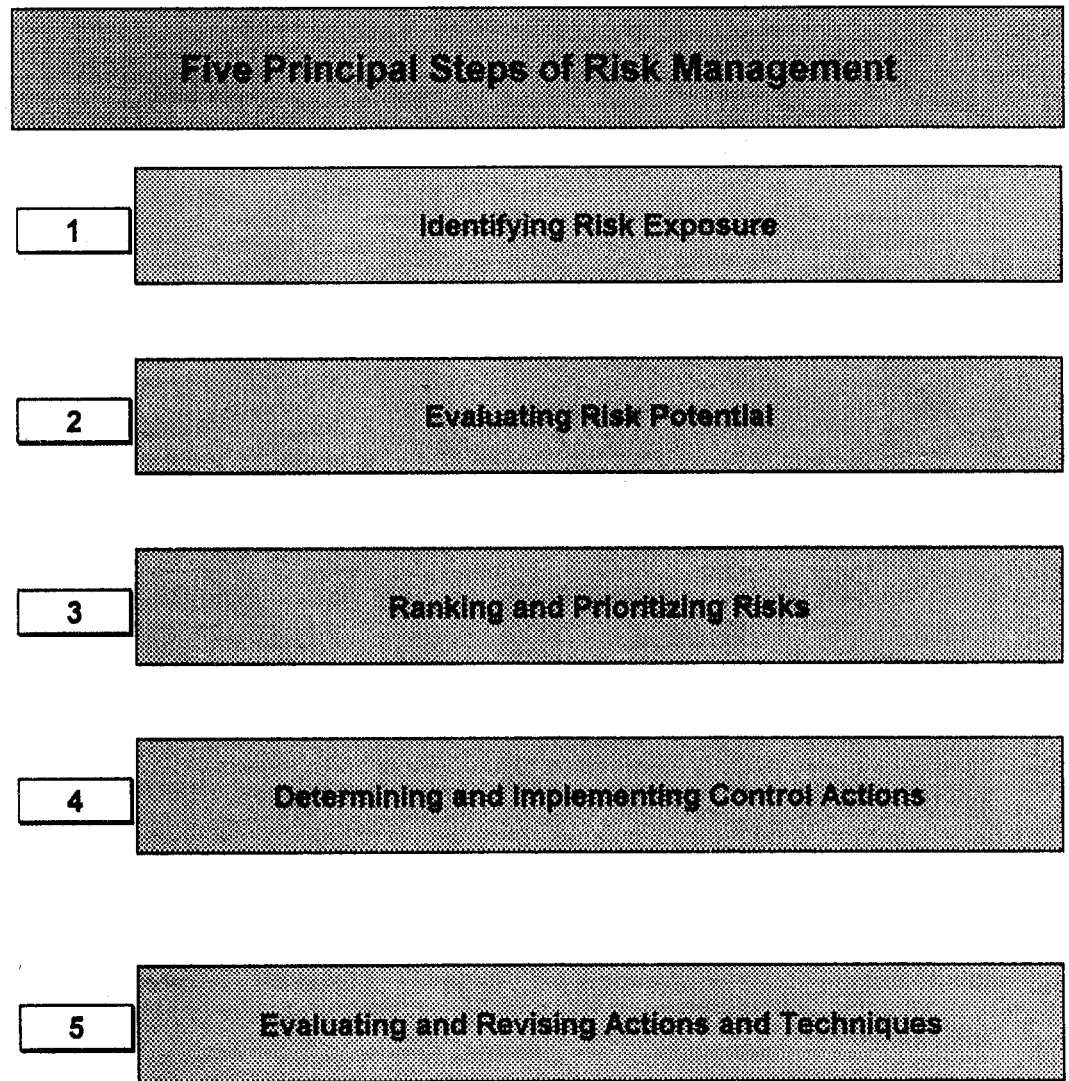 Five Principal Steps of Risk Management
1
Identifying Risk Exposure
2
Evaluating Risk Potential
3
Ranking and Prioritizing Risks
4
Determining and Implementing Control Actions
5
Evaluating and Revising Actions and Techniques